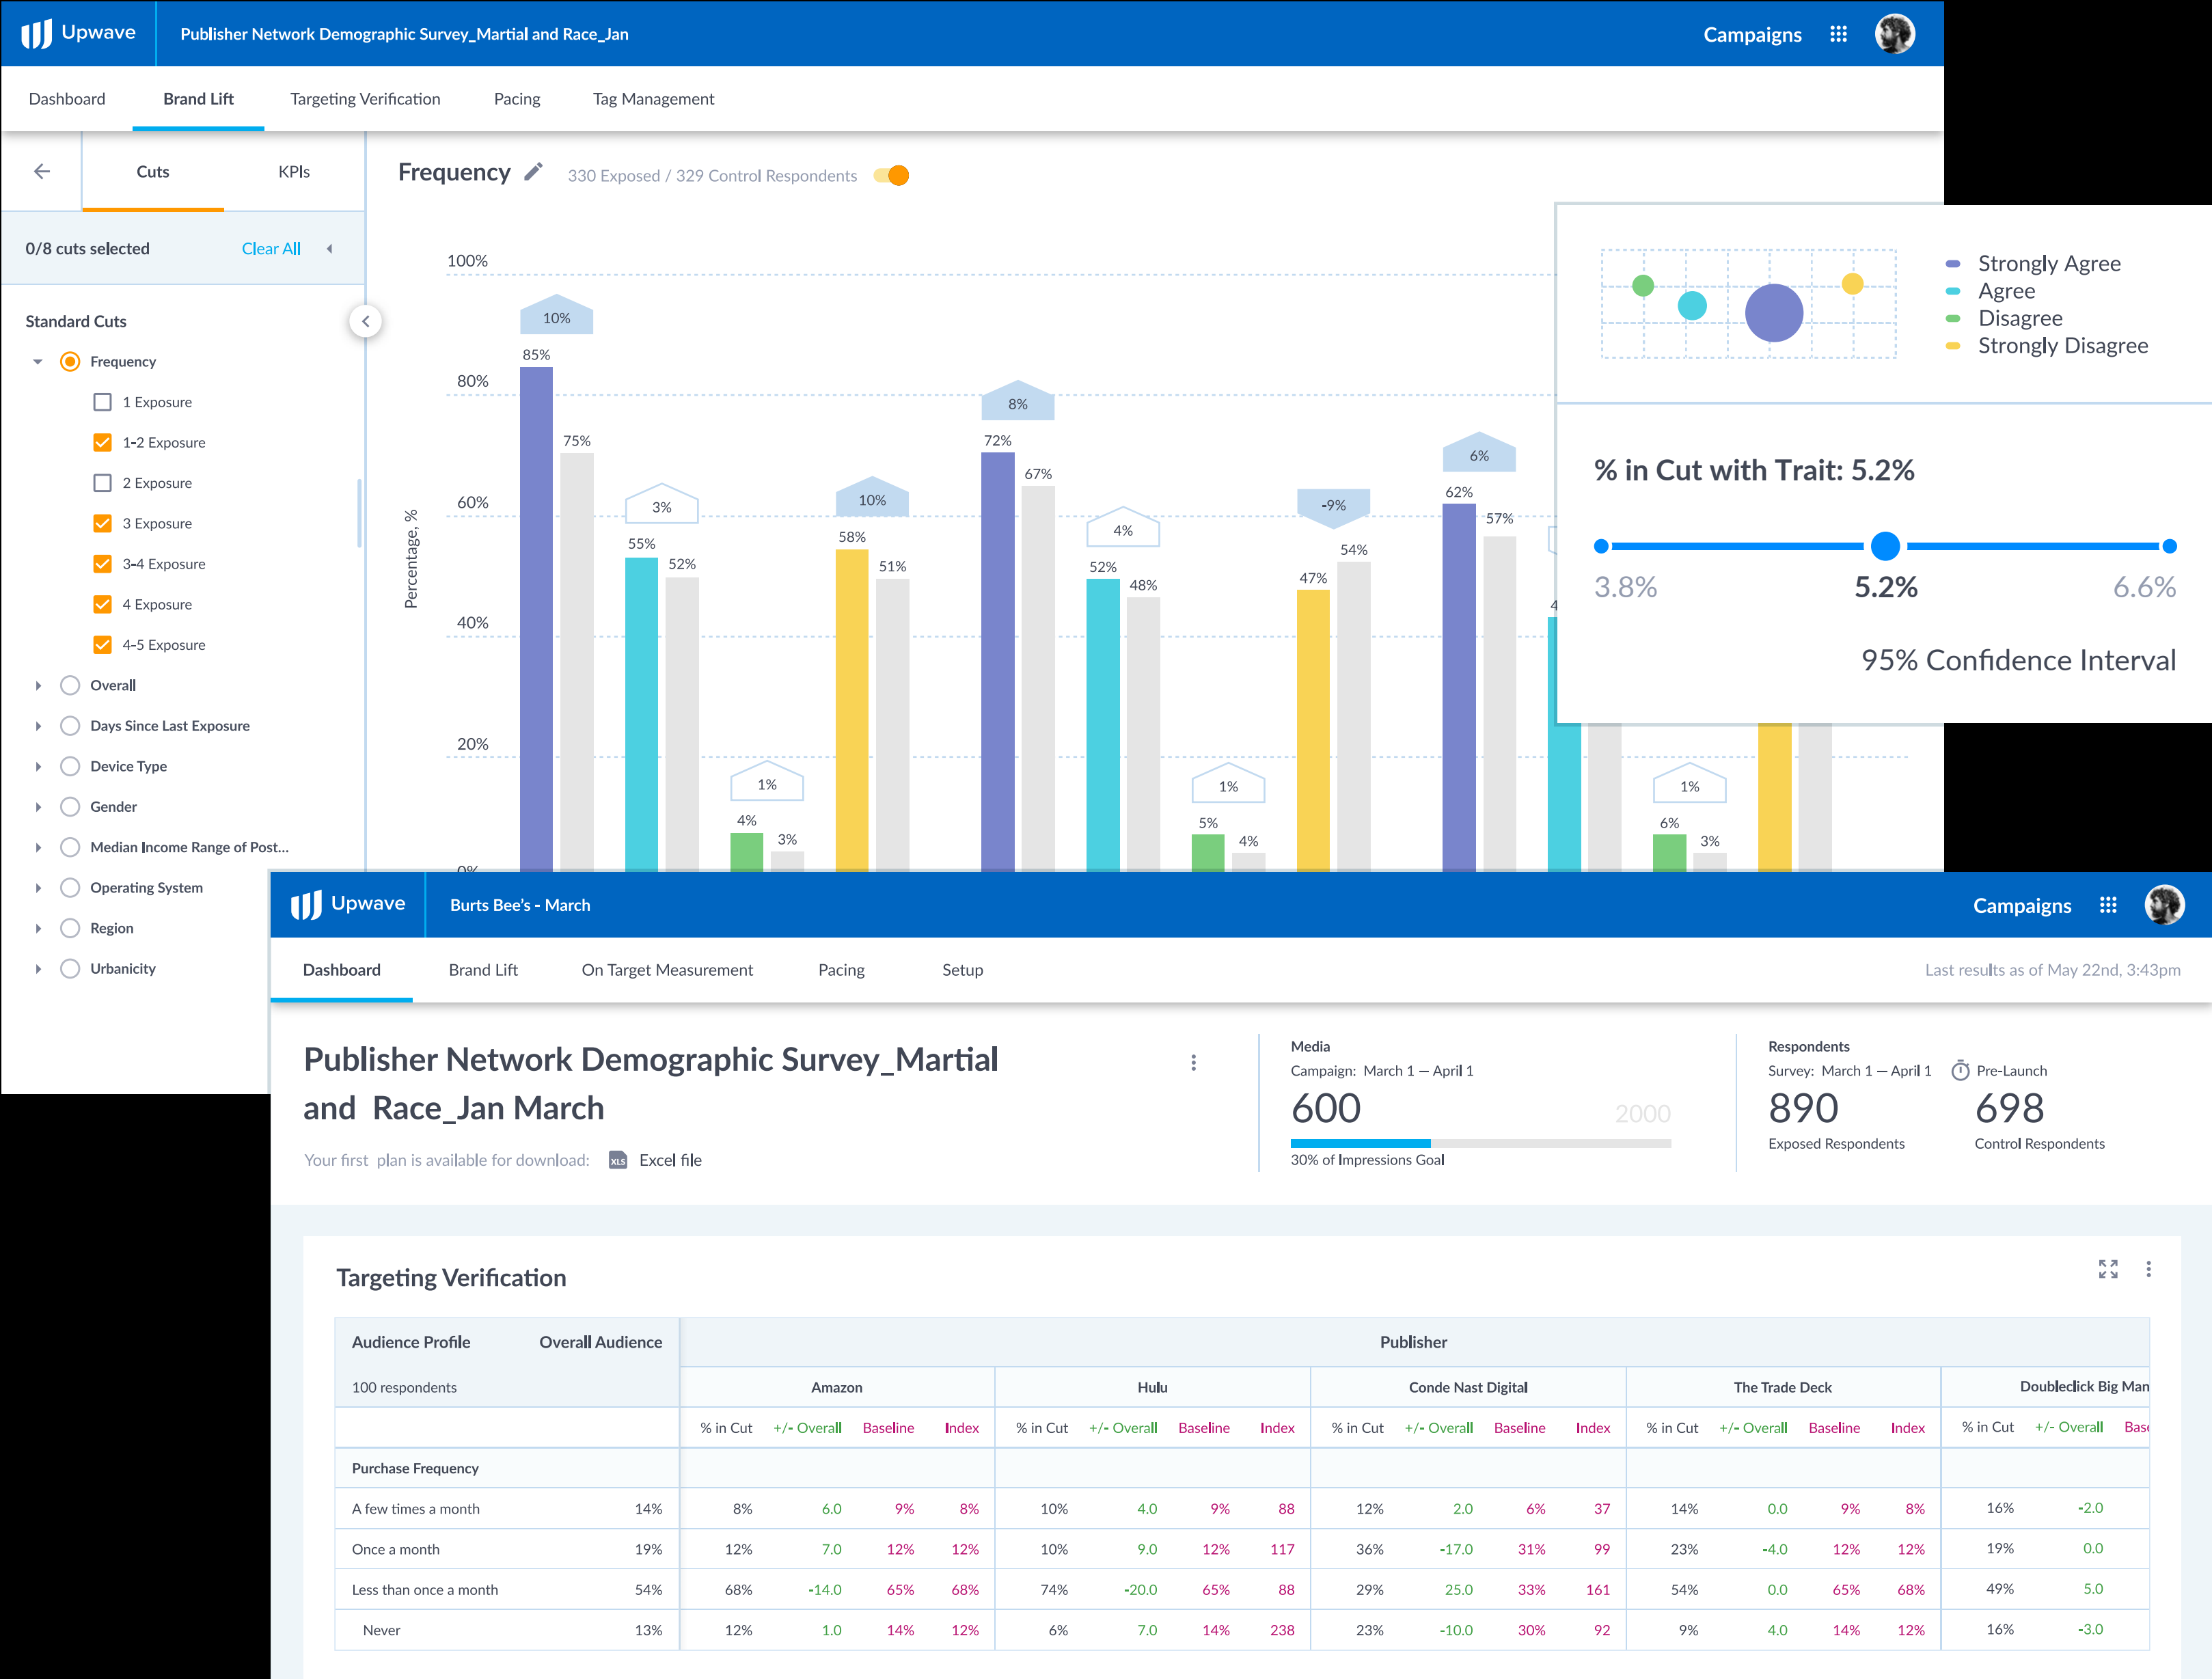 Upwave
Publisher Network Demographic Survey_Martial and Race_Jan
Campaigns
Dashboard Brand Lift Targeting Verification Pacing Tag Management
Cuts KPIs
0/8 cuts selected Clear All
Standard Cuts
Frequency
1 Exposure
1-2 Exposure
2 Exposure
3 Exposure
3-4 Exposure
4 Exposure
4-5 Exposure
Overall
Days Since Last Exposure
Device Type
Gender
Median Income Range of Post...
Operating System
Region
Urbanicity
Frequency 330 Exposed / 329 Control Respondents
Percentage, %
100%
80%
60%
40%
20%
0%
10%
85%
75%
3%
55%
52%
1%
4%
3%
10%
58%
51%
8%
72%
67%
4%
52%
48%
1%
5%
4%
-9%
47%
54%
6%
62%
57%
4
1%
6%
3%
Strongly Agree
Agree
Disagree
Strongly Disagree
% in Cut with Trait: 5.2%
3.8% 5.2% 6.6%
95% Confidence Interval
Upwave
Burts Bee's - March
Campaigns
Dashboard Brand Lift On Target Measurement Pacing Setup
Last results as of May 22nd, 3:43pm
Publisher Network Demographic Survey_Martial
and Race_Jan March
Your first plan is available for download: XLS Excel file
Media
Campaign: March 1 — April 1
600 2000
30% of Impressions Goal
Respondents
Survey: March 1 — April 1 Pre-Launch
890 698
Exposed Respondents Control Respondents
Targeting Verification
Audience Profile Overall Audience Publisher
100 respondents Amazon Hulu Conde Nast Digital The Trade Deck Doubleclick Big Man
% in Cut +/- Overall Baseline Index % in Cut +/- Overall Baseline Index % in Cut +/- Overall Baseline Index % in Cut +/- Overall Baseline Index % in Cut +/- Overall Base
Purchase Frequency
A few times a month 14% 8% 6.0 9% 8% 10% 4.0 9% 88 12% 2.0 6% 37 14% 0.0 9% 8% 16% -2.0
Once a month 19% 12% 7.0 12% 12% 10% 9.0 12% 117 36% -17.0 31% 99 23% -4.0 12% 12% 19% 0.0
Less than once a month 54% 68% -14.0 65% 68% 74% -20.0 65% 88 29% 25.0 33% 161 54% 0.0 65% 68% 49% 5.0
Never 13% 12% 1.0 14% 12% 6% 7.0 14% 238 23% -10.0 30% 92 9% 4.0 14% 12% 16% -3.0